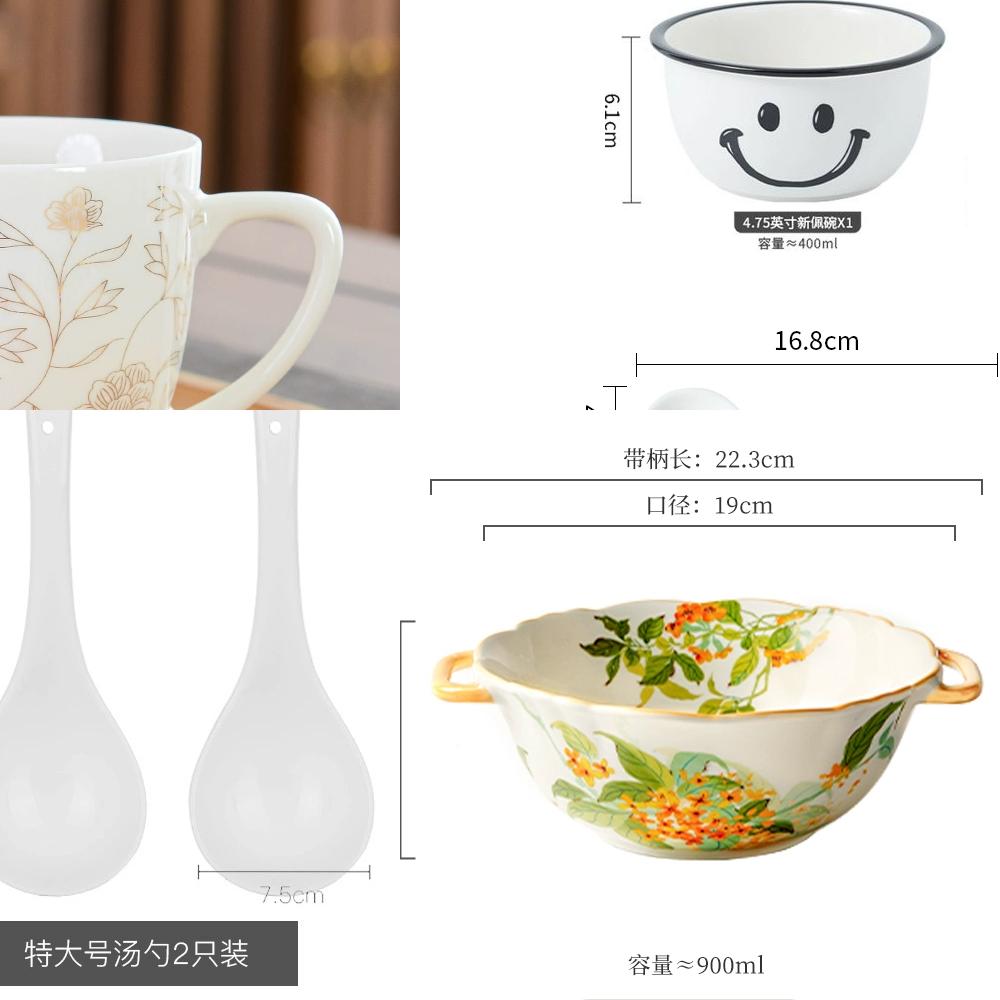 6.1cm
4.75英寸新佩碗X1
容量≈400ml
16.8cm
带柄长：22.3cm
口径：19cm
7.5cm
特大号汤勺2只装
容量≈900ml